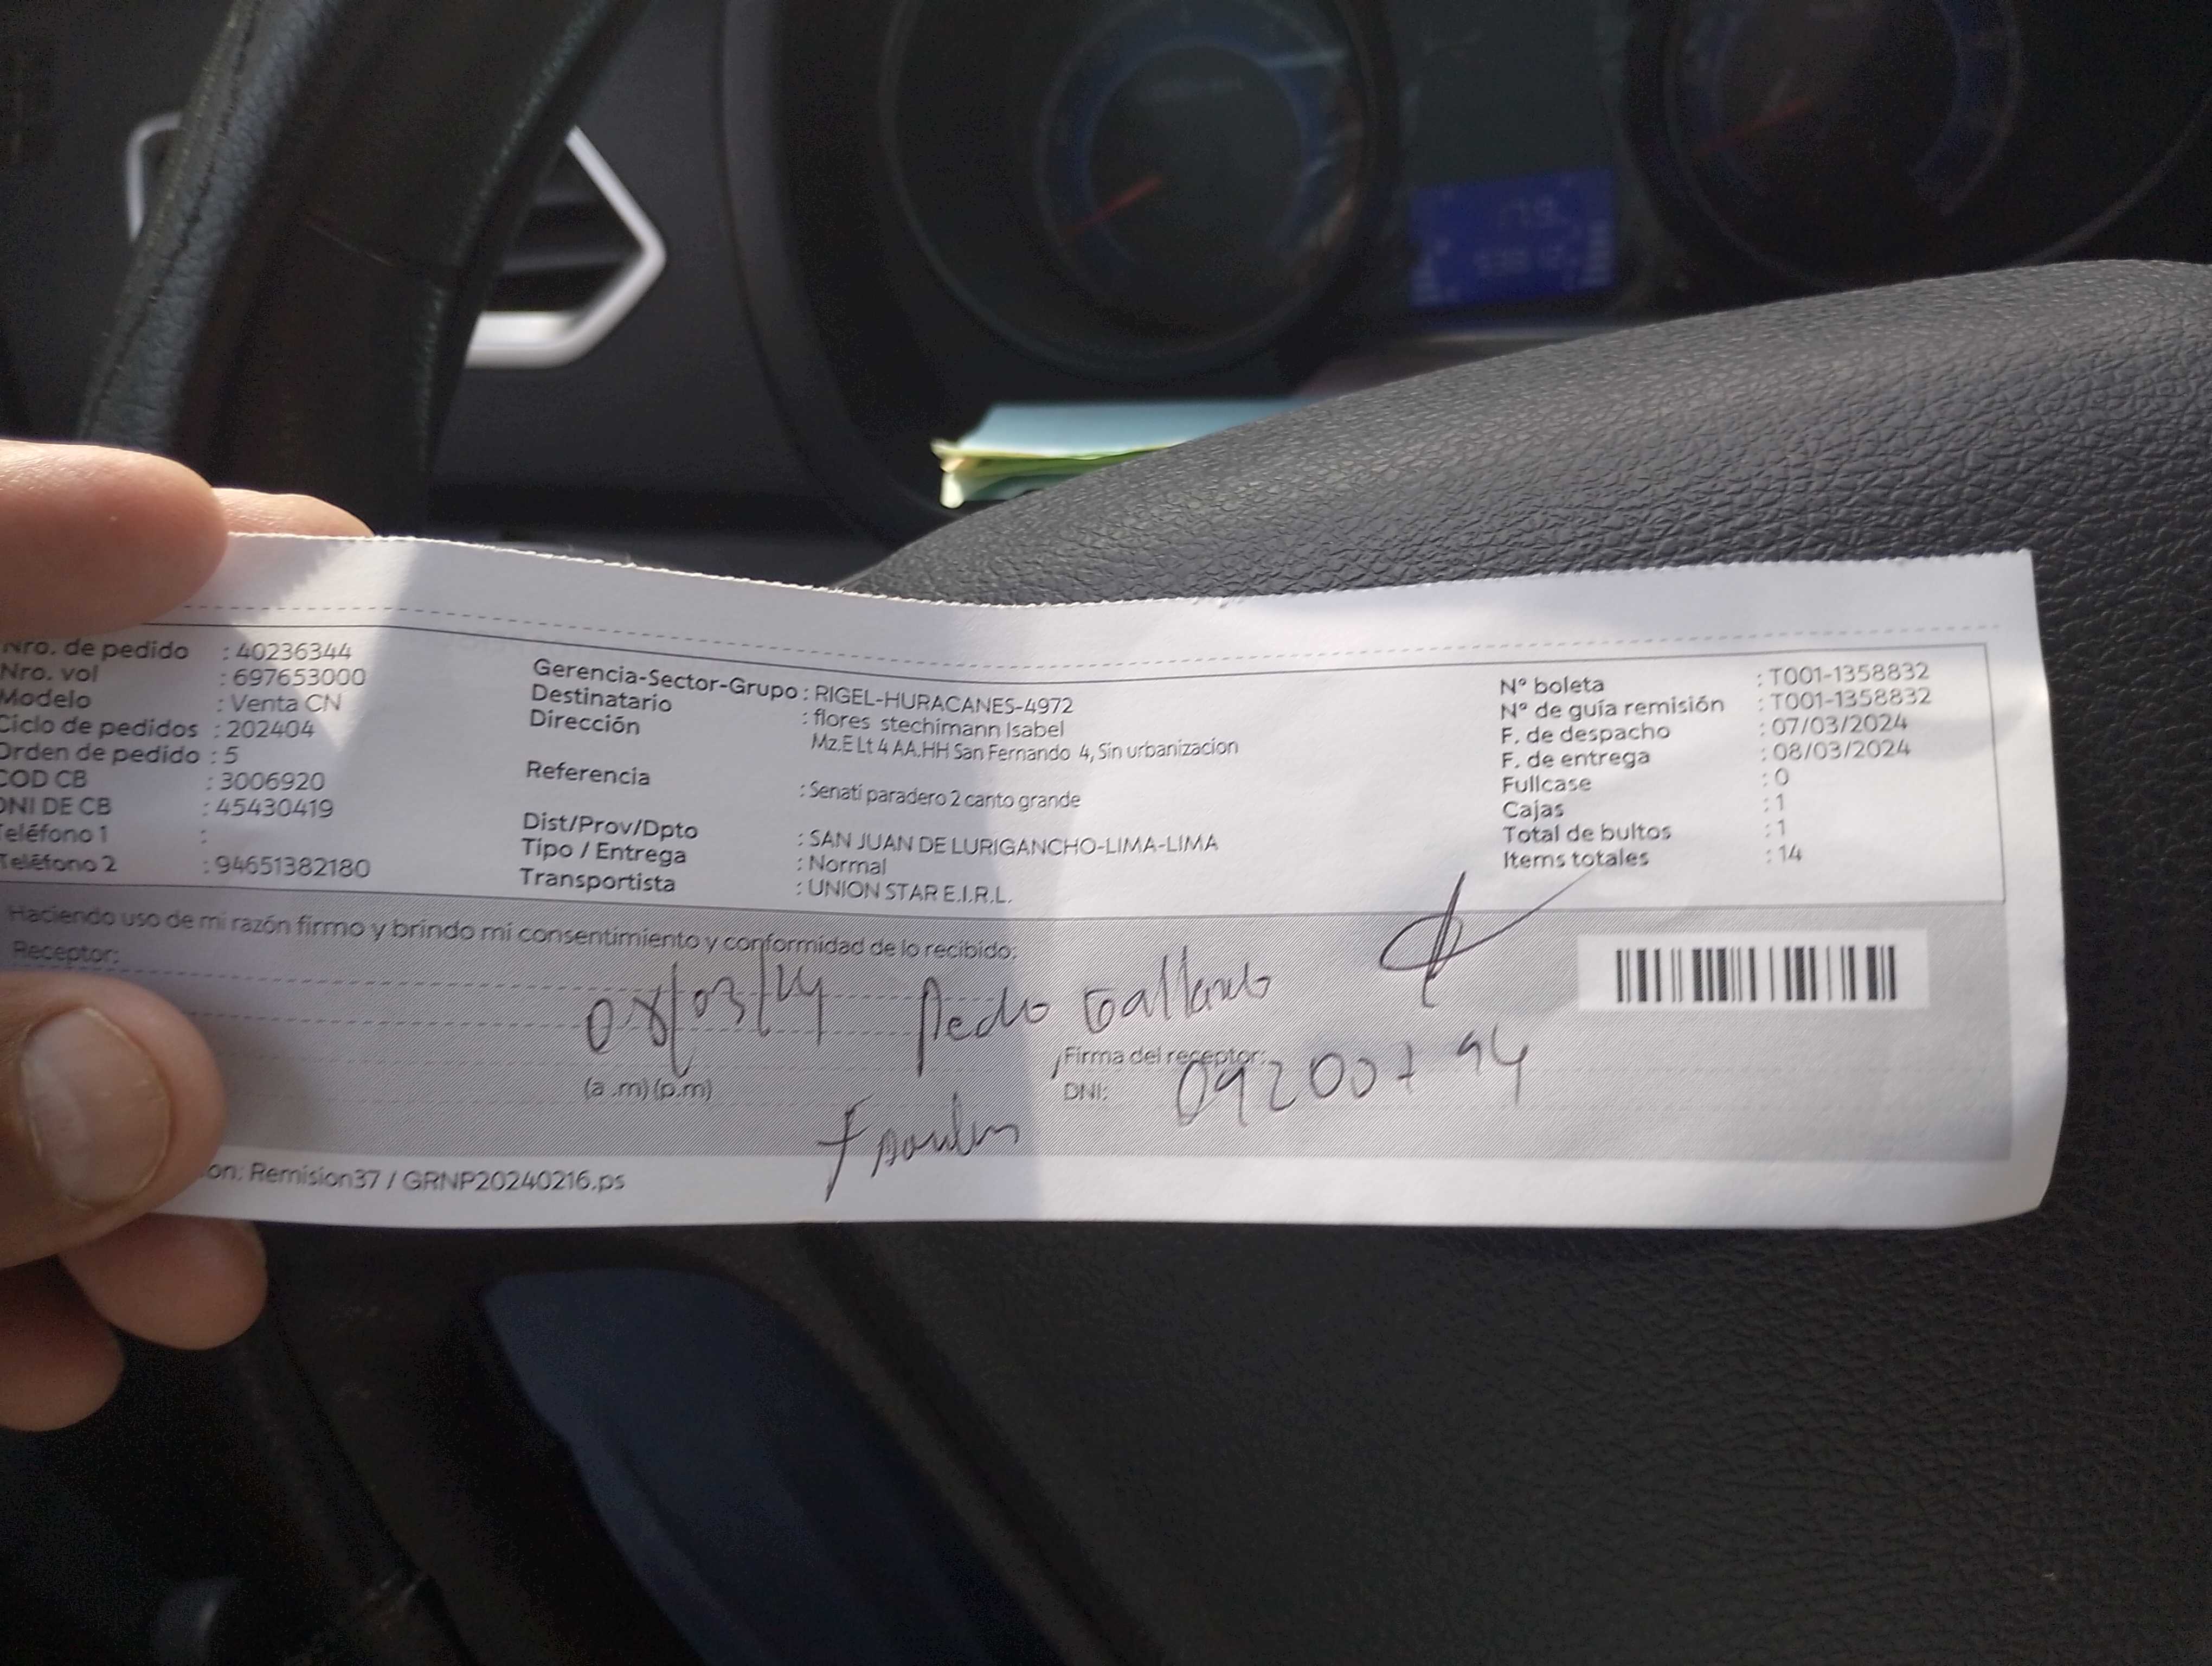 Nro. de pedido : 40236344
Nro. vol : 697653000
Modelo : Venta CN
Ciclo de pedidos : 202404
Orden de pedido : 5
COD CB : 3006920
DNI DE CB : 45430419
Teléfono 1 :
Teléfono 2 : 94651382180
Gerencia-Sector-Grupo : RIGEL-HURACANES-4972
Destinatario : flores stechimann Isabel
Dirección Mz.E Lt 4 AA.HH San Fernando 4, Sin urbanizacion
Referencia : Senati paradero 2 canto grande
Dist/Prov/Dpto : SAN JUAN DE LURIGANCHO-LIMA-LIMA
Tipo / Entrega : Normal
Transportista : UNION STAR E.I.R.L.
N° boleta : T001-1358832
N° de guía remisión : T001-1358832
F. de despacho : 07/03/2024
F. de entrega : 08/03/2024
Fullcase : 0
Cajas : 1
Total de bultos : 1
Items totales : 14
Haciendo uso de mi razón firmo y brindo mi consentimiento y conformidad de lo recibido:
Receptor:
08/03/24 Pedro Gallardo
Firma del receptor:
(a .m) (p.m)
DNI: 09200794
on: Remision37 / GRNP20240216.ps